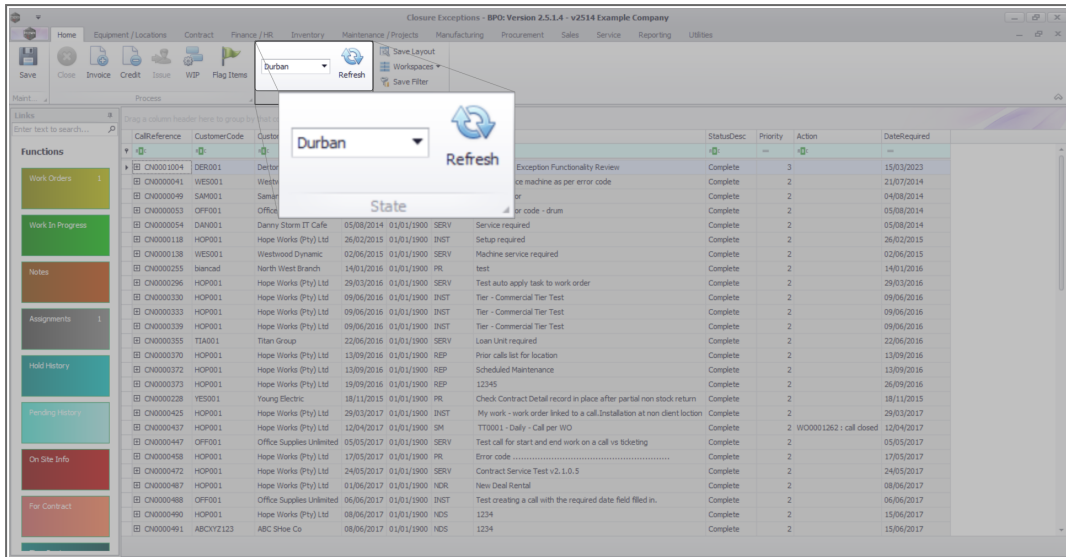 Closure Exceptions - BPO: Version 2.5.1.4 - v2514 Example Company
Home Equipment / Locations Contract Finance / HR Inventory Maintenance / Projects Manufacturing Procurement Sales Service Reporting Utilities
Save Close Invoice Credit Issue WIP Flag Items Durban Refresh
Save Layout
Workspaces
Save Filter
Maint... Process
Durban Refresh
State
Links
Enter text to search...
Drag a column header here to group by that
Functions
Work Orders 1
Work In Progress
Notes
Assignments 1
Hold History
Pending History
On Site Info
For Contract
CallReference CustomerCode StatusDesc Priority Action DateRequired
CN0001004 DER001 Exception Functionality Review Complete 3 15/03/2023
CN0000041 WES001 machine as per error code Complete 2 21/07/2014
CN0000049 SAM001 Complete 2 04/08/2014
CN0000053 OFF001 Office or code - drum Complete 2 05/08/2014
CN0000054 DAN001 Danny Storm IT Cafe 05/08/2014 01/01/1900 SERV Service required Complete 2 05/08/2014
CN0000118 HOP001 Hope Works (Pty) Ltd 26/02/2015 01/01/1900 INST Setup required Complete 2 26/02/2015
CN0000138 WES001 Westwood Dynamic 02/06/2015 01/01/1900 SERV Machine service required Complete 2 02/06/2015
CN0000255 biancad North West Branch 14/01/2016 01/01/1900 PR test Complete 2 14/01/2016
CN0000296 HOP001 Hope Works (Pty) Ltd 29/03/2016 01/01/1900 SERV Test auto apply task to work order Complete 2 29/03/2016
CN0000330 HOP001 Hope Works (Pty) Ltd 09/06/2016 01/01/1900 INST Tier - Commercial Tier Test Complete 2 09/06/2016
CN0000333 HOP001 Hope Works (Pty) Ltd 09/06/2016 01/01/1900 INST Tier - Commercial Tier Test Complete 2 09/06/2016
CN0000339 HOP001 Hope Works (Pty) Ltd 09/06/2016 01/01/1900 INST Tier - Commercial Tier Test Complete 2 09/06/2016
CN0000355 TIA001 Titan Group 22/06/2016 01/01/1900 SERV Loan Unit required Complete 2 22/06/2016
CN0000370 HOP001 Hope Works (Pty) Ltd 13/09/2016 01/01/1900 REP Prior calls list for location Complete 2 13/09/2016
CN0000372 HOP001 Hope Works (Pty) Ltd 13/09/2016 01/01/1900 REP Scheduled Maintenance Complete 2 13/09/2016
CN0000373 HOP001 Hope Works (Pty) Ltd 19/09/2016 01/01/1900 REP 12345 Complete 2 26/09/2016
CN0000228 YES001 Young Electric 18/11/2015 01/01/1900 PR Check Contract Detail record in place after partial non stock return Complete 2 18/11/2015
CN0000425 HOP001 Hope Works (Pty) Ltd 29/03/2017 01/01/1900 INST My work - work order linked to a call.Installation at non client loction Complete 2 29/03/2017
CN0000437 HOP001 Hope Works (Pty) Ltd 12/04/2017 01/01/1900 SM TT0001 - Daily - Call per WO Complete 2 WO0001262 : call closed 12/04/2017
CN0000447 OFF001 Office Supplies Unlimited 05/05/2017 01/01/1900 SERV Test call for start and end work on a call vs ticketing Complete 2 05/05/2017
CN0000458 HOP001 Hope Works (Pty) Ltd 17/05/2017 01/01/1900 PR Error code ........................................................ Complete 2 17/05/2017
CN0000472 HOP001 Hope Works (Pty) Ltd 24/05/2017 01/01/1900 SERV Contract Service Test v2.1.0.5 Complete 2 24/05/2017
CN0000487 HOP001 Hope Works (Pty) Ltd 01/06/2017 01/01/1900 NDR New Deal Rental Complete 2 08/06/2017
CN0000488 OFF001 Office Supplies Unlimited 06/06/2017 01/01/1900 INST Test creating a call with the required date field filled in. Complete 2 06/06/2017
CN0000490 HOP001 Hope Works (Pty) Ltd 08/06/2017 01/01/1900 NDS 1234 Complete 2 15/06/2017
CN0000491 ABCXYZ123 ABC SHoe Co 08/06/2017 01/01/1900 NDS 1234 Complete 2 15/06/2017